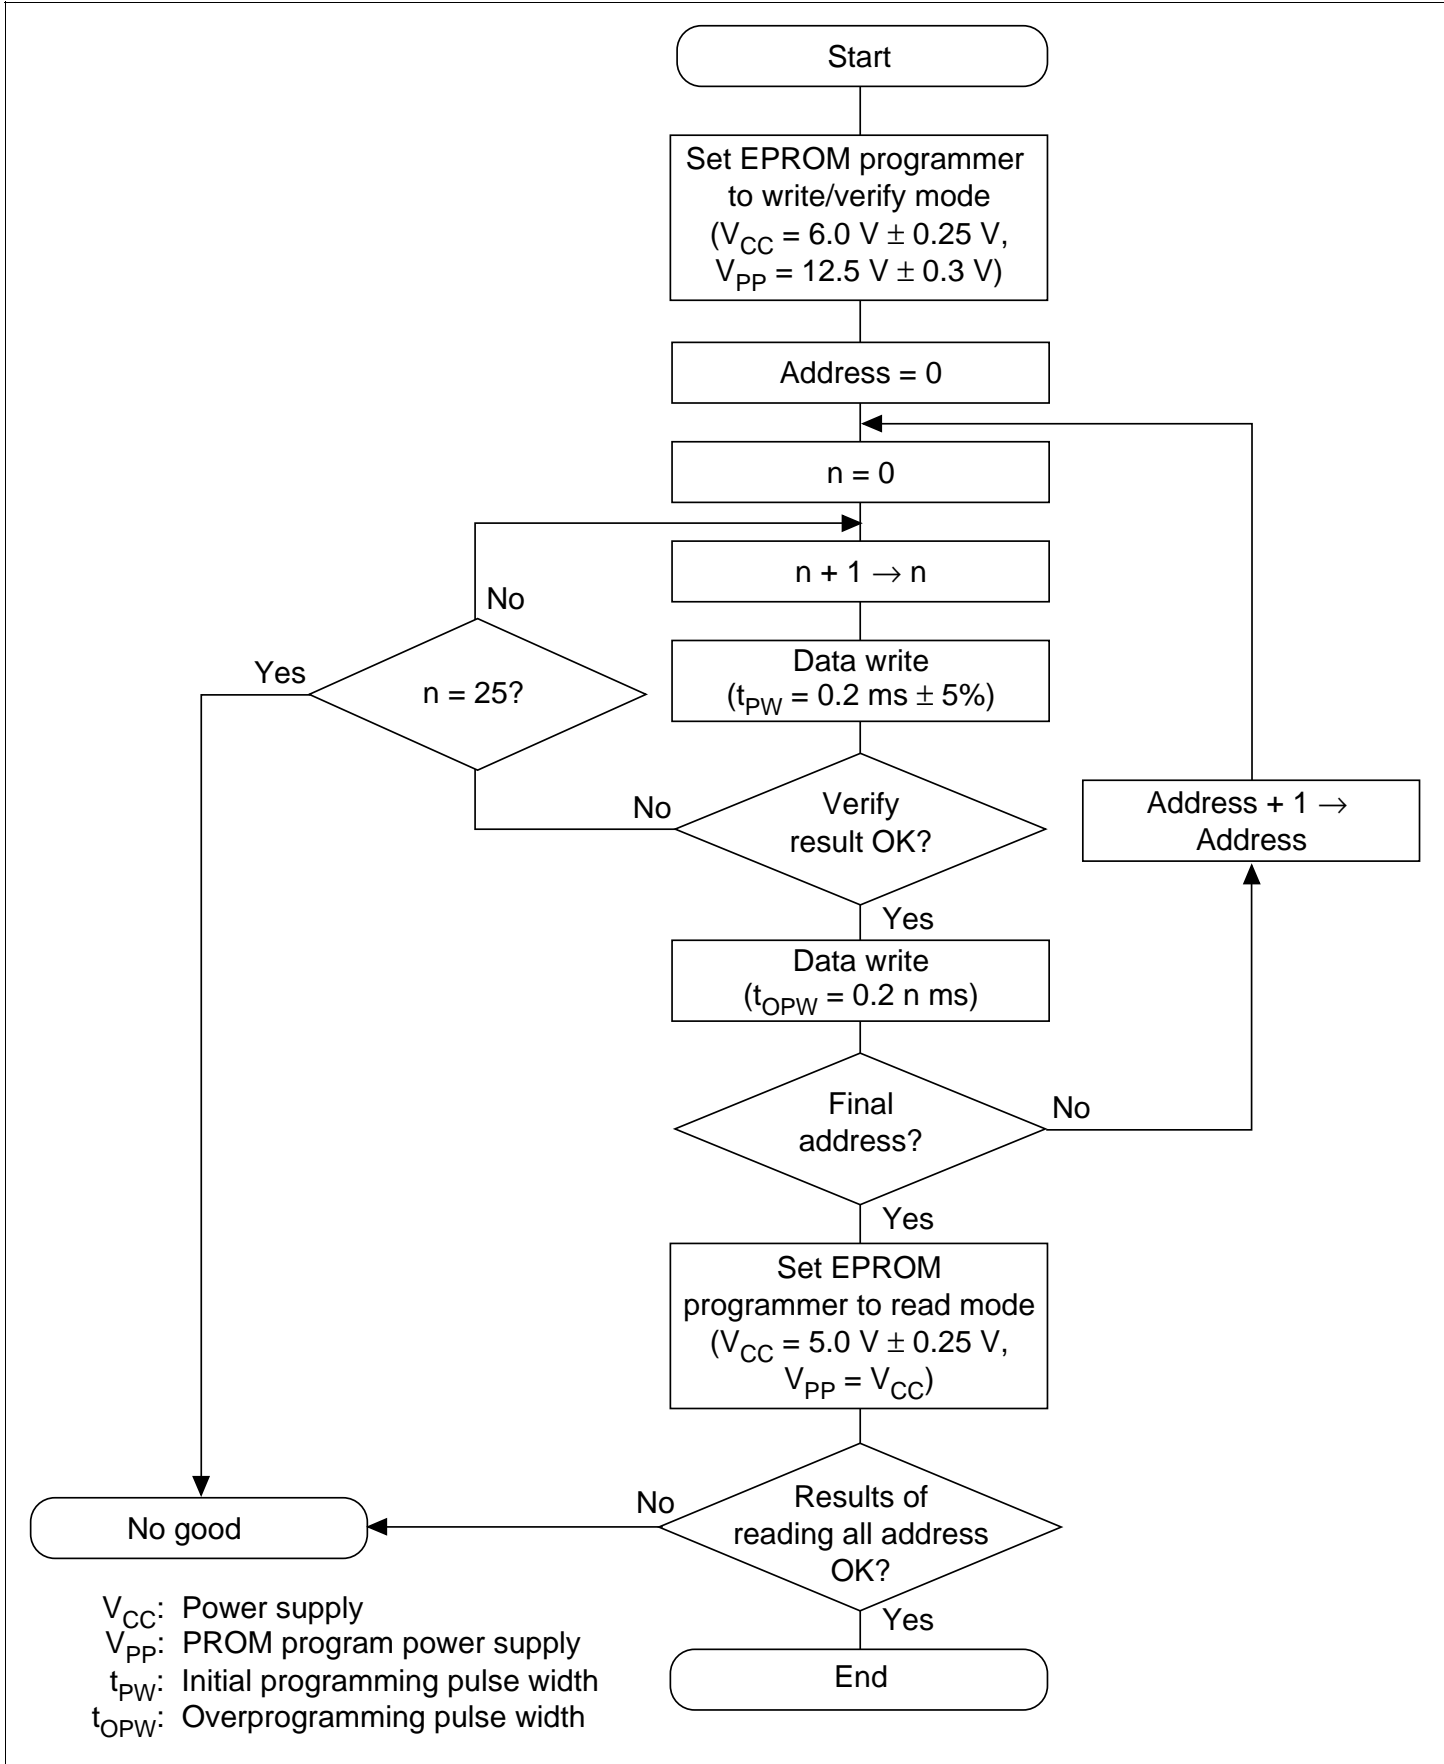 Start
Set EPROM programmer
to write/verify mode
(VCC = 6.0 V ± 0.25 V,
VPP = 12.5 V ± 0.3 V)
Address = 0
n = 0
n + 1 → n
No
Yes
n = 25?
Data write
(tPW = 0.2 ms ± 5%)
No
Verify
result OK?
Address + 1 →
Address
Yes
Data write
(tOPW = 0.2 n ms)
Final
address?
No
Yes
Set EPROM
programmer to read mode
(VCC = 5.0 V ± 0.25 V,
VPP = VCC)
No
Results of
reading all address
OK?
No good
Yes
End
VCC: Power supply
VPP: PROM program power supply
tPW: Initial programming pulse width
tOPW: Overprogramming pulse width